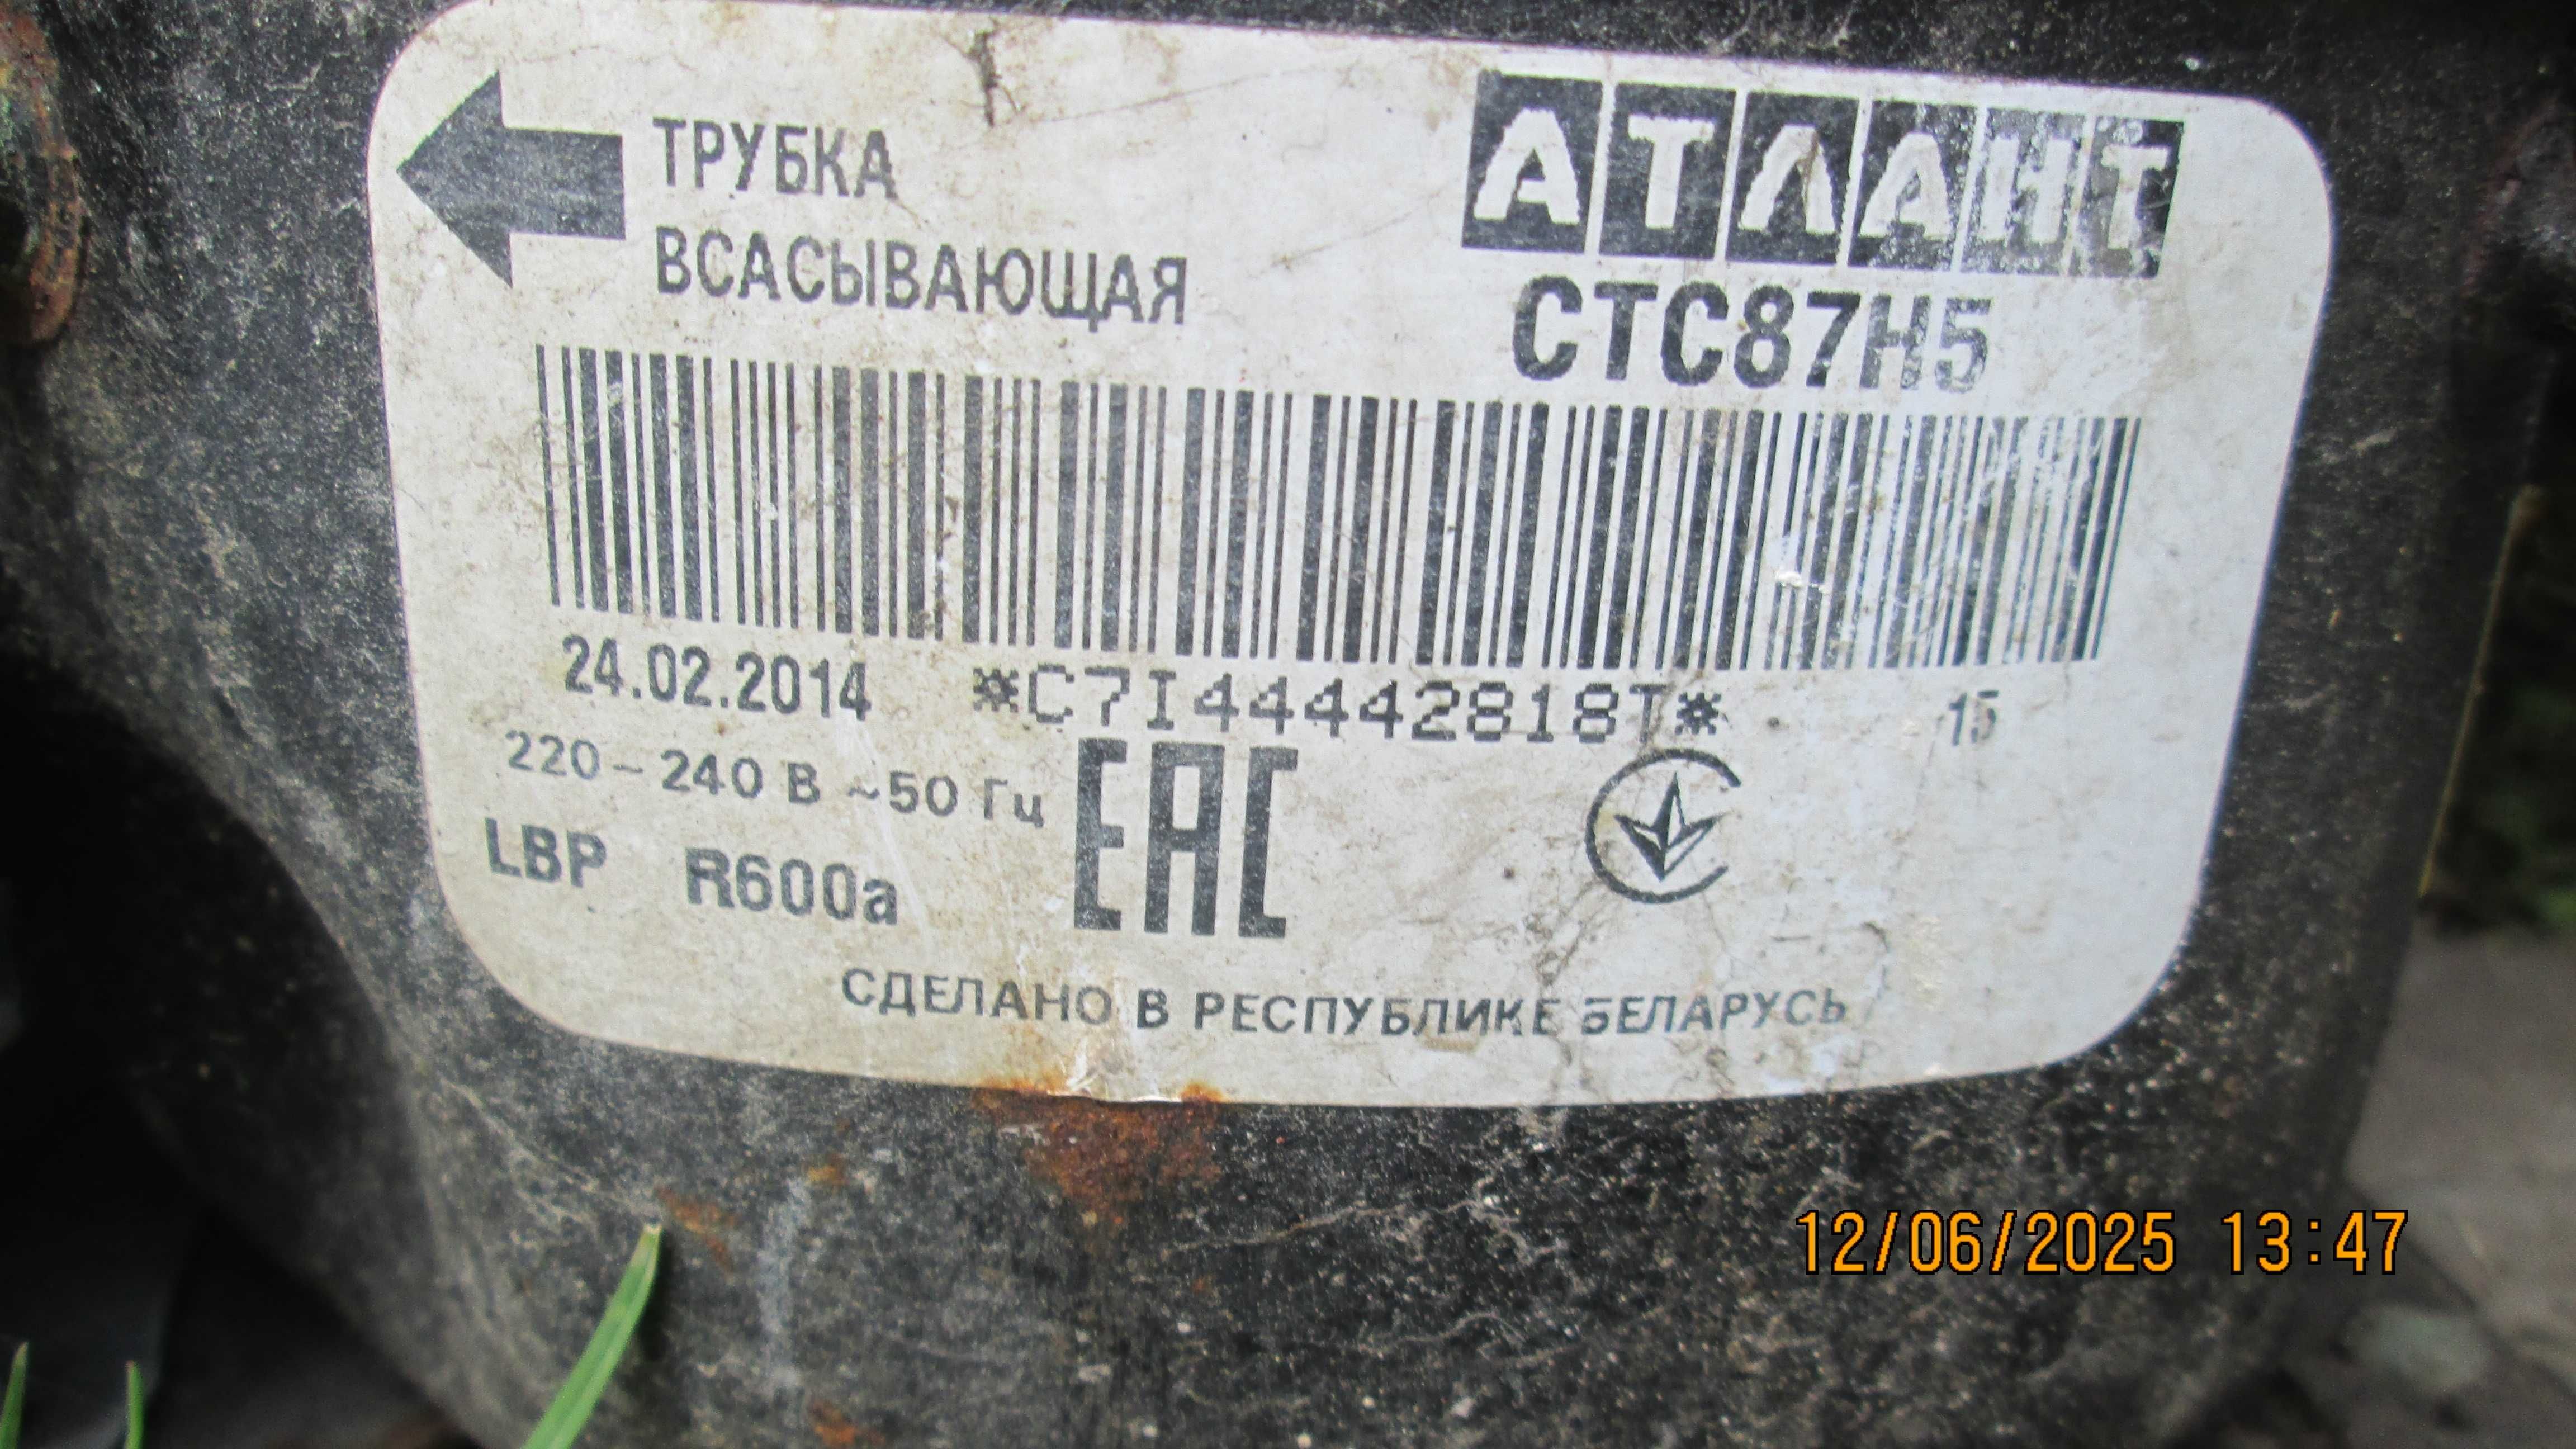 ТРУБКА
ВСАСЫВАЮЩАЯ
АТЛАНТ
СТС87Н5
24.02.2014 *C7I44442818T* 15
220-240 В ~50 Гц
LBP R600a
EAC
СДЕЛАНО В РЕСПУБЛИКЕ БЕЛАРУСЬ
12/06/2025 13:47